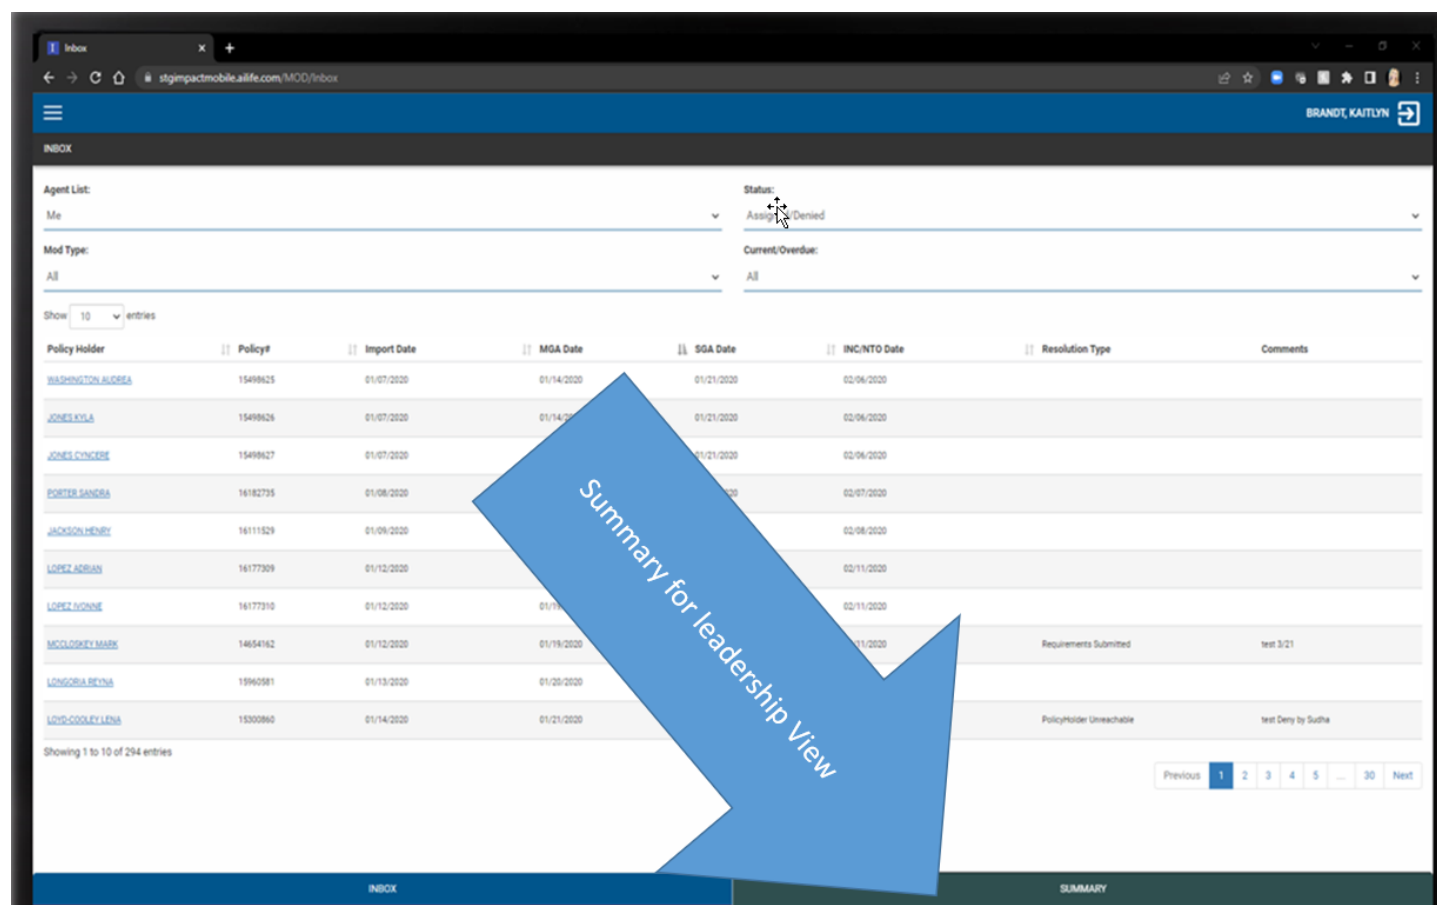 Inbox
stgimpactmobile.ailife.com/MOD/Inbox
BRANDT, KAITLYN
INBOX
Agent List: Status:
Me Assigned/Denied
Mod Type: Current/Overdue:
All All
Show 10 entries
Policy Holder Policy# Import Date MGA Date SGA Date INC/NTO Date Resolution Type Comments
WASHINGTON AUDREA 15498625 01/07/2020 01/14/2020 01/21/2020 02/06/2020
JONES KYLA 15498626 01/07/2020 01/14/ 01/21/2020 02/06/2020
JONES CYNCERE 15498627 01/07/2020 01/21/2020 02/06/2020
PORTER SANDRA 16182735 01/08/2020 02/07/2020
JACKSON HENRY 16111529 01/09/2020 02/08/2020
LOPEZ ADRIAN 16177309 01/12/2020 02/11/2020
LOPEZ IVONNE 16177310 01/12/2020 02/11/2020
MCCLOSKEY MARK 14654162 01/12/2020 01/19/2020 Requirements Submitted test 3/21
LONGORIA REYNA 15960581 01/13/2020 01/20/2020
LOYD-COOLEY LENA 15300860 01/14/2020 01/21/2020 PolicyHolder Unreachable test Deny by Sudha
Summary for leadership View
Showing 1 to 10 of 294 entries
Previous 1 2 3 4 5 ... 30 Next
INBOX SUMMARY